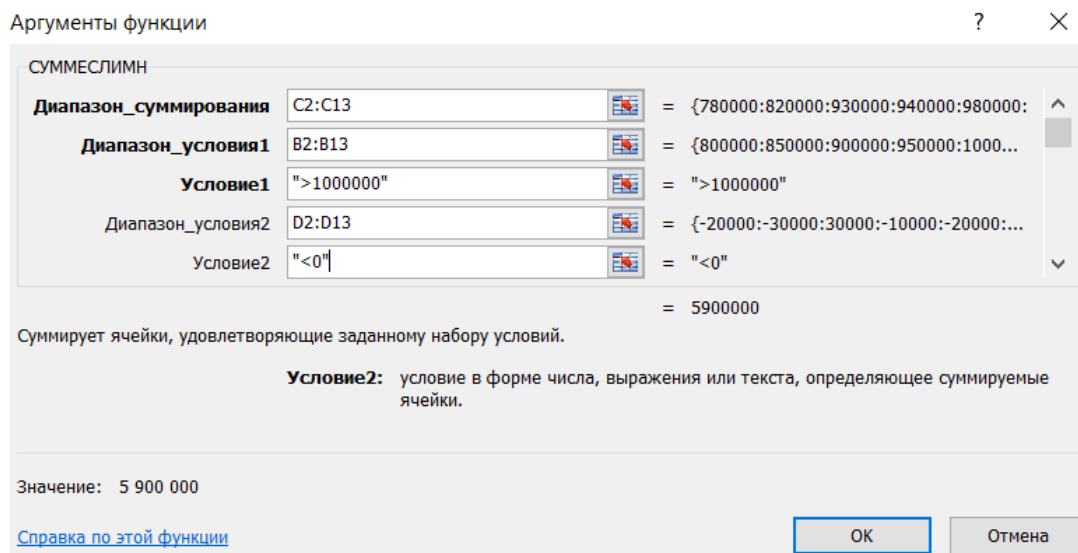 Аргументы функции ? ×
СУММЕСЛИМН
Диапазон_суммирования C2:C13 = {780000:820000:930000:940000:980000:
Диапазон_условия1 B2:B13 = {800000:850000:900000:950000:1000...
Условие1 ">1000000" = ">1000000"
Диапазон_условия2 D2:D13 = {-20000:-30000:30000:-10000:-20000:...
Условие2 "<0" = "<0"
= 5900000
Суммирует ячейки, удовлетворяющие заданному набору условий.
Условие2: условие в форме числа, выражения или текста, определяющее суммируемые
ячейки.
Значение: 5 900 000
Справка по этой функции ОК Отмена